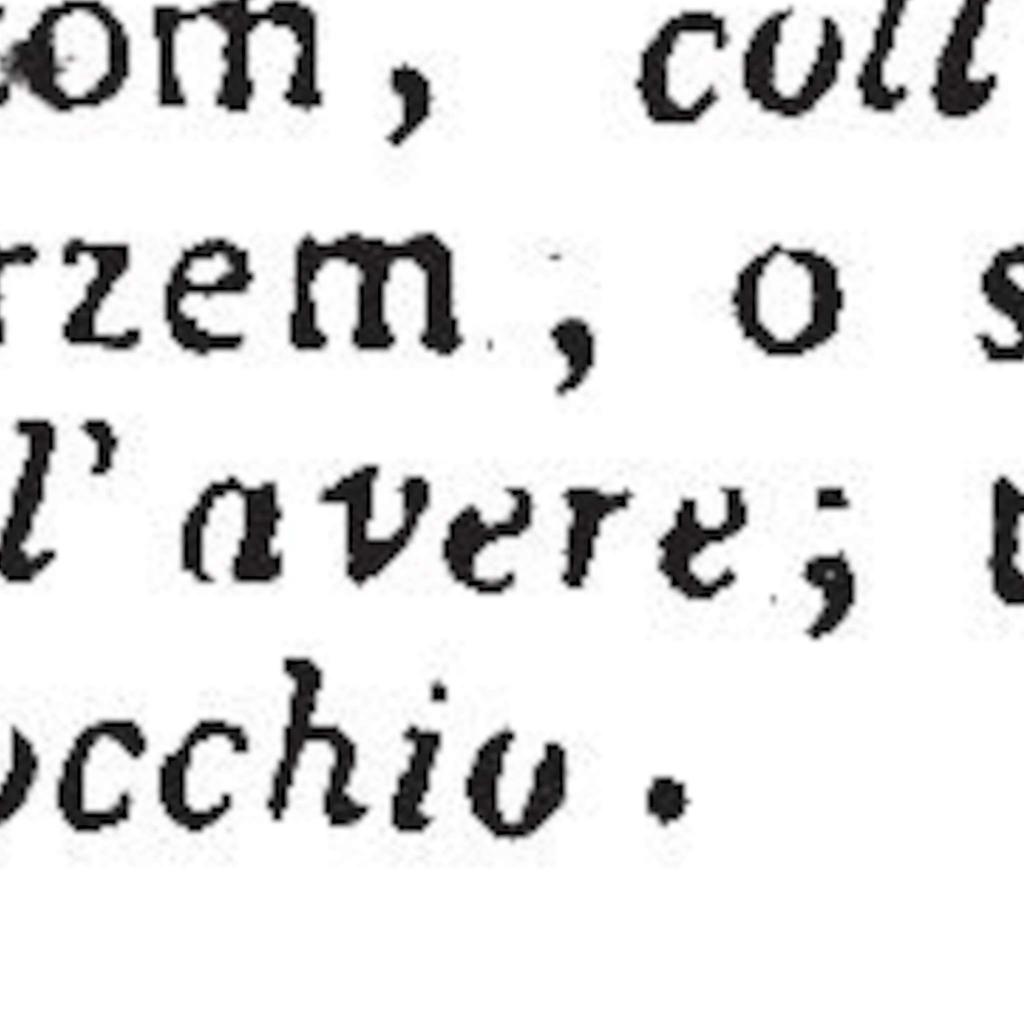 om, coll
rzem, o s
l' avere;
occhio.